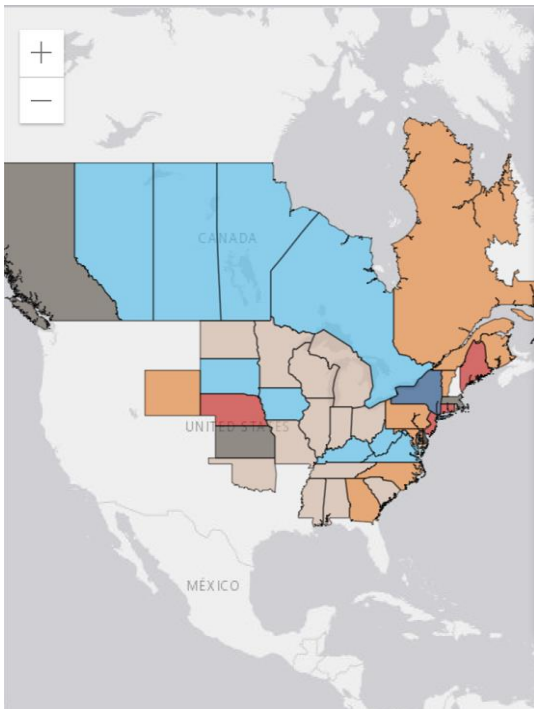 +
−
CANADA
UNITED STATES
MÉXICO